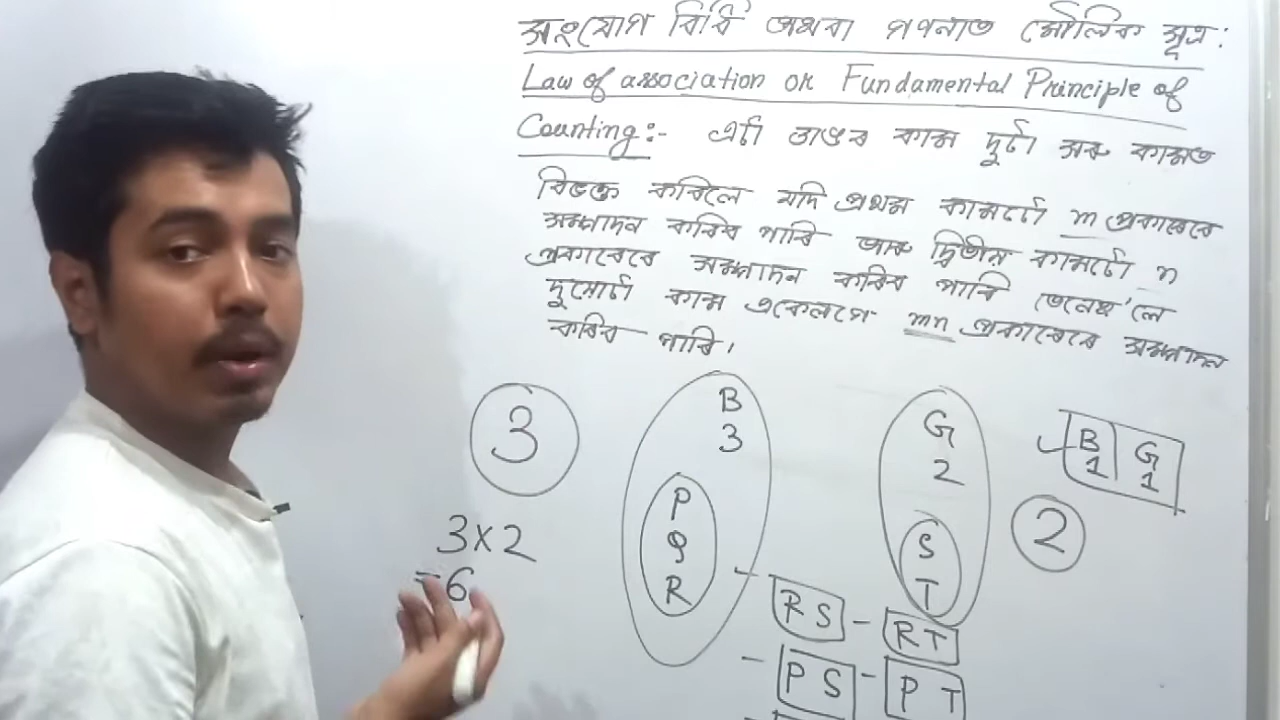 সংযোগ বিধি অথবা গণনাৰ মৌলিক সূত্ৰ:
Law of association or Fundamental Principle of
Counting:- এটা ডাঙৰ কাম দুটা সৰু কামত
বিভক্ত কৰিলে যদি প্ৰথম কামটো m প্ৰকাৰেৰে
সম্পাদন কৰিব পাৰি আৰু দ্বিতীয় কামটো n
প্ৰকাৰেৰে সম্পাদন কৰিব পাৰি তেনেহ'লে
দুয়োটা কাম একেলগে mn প্ৰকাৰেৰে সম্পাদন
কৰিব পাৰি।
3
B
3
P
Q
R
G
2
S
T
B
1
G
1
2
3×2
=6
- RS - RT
- PS - PT